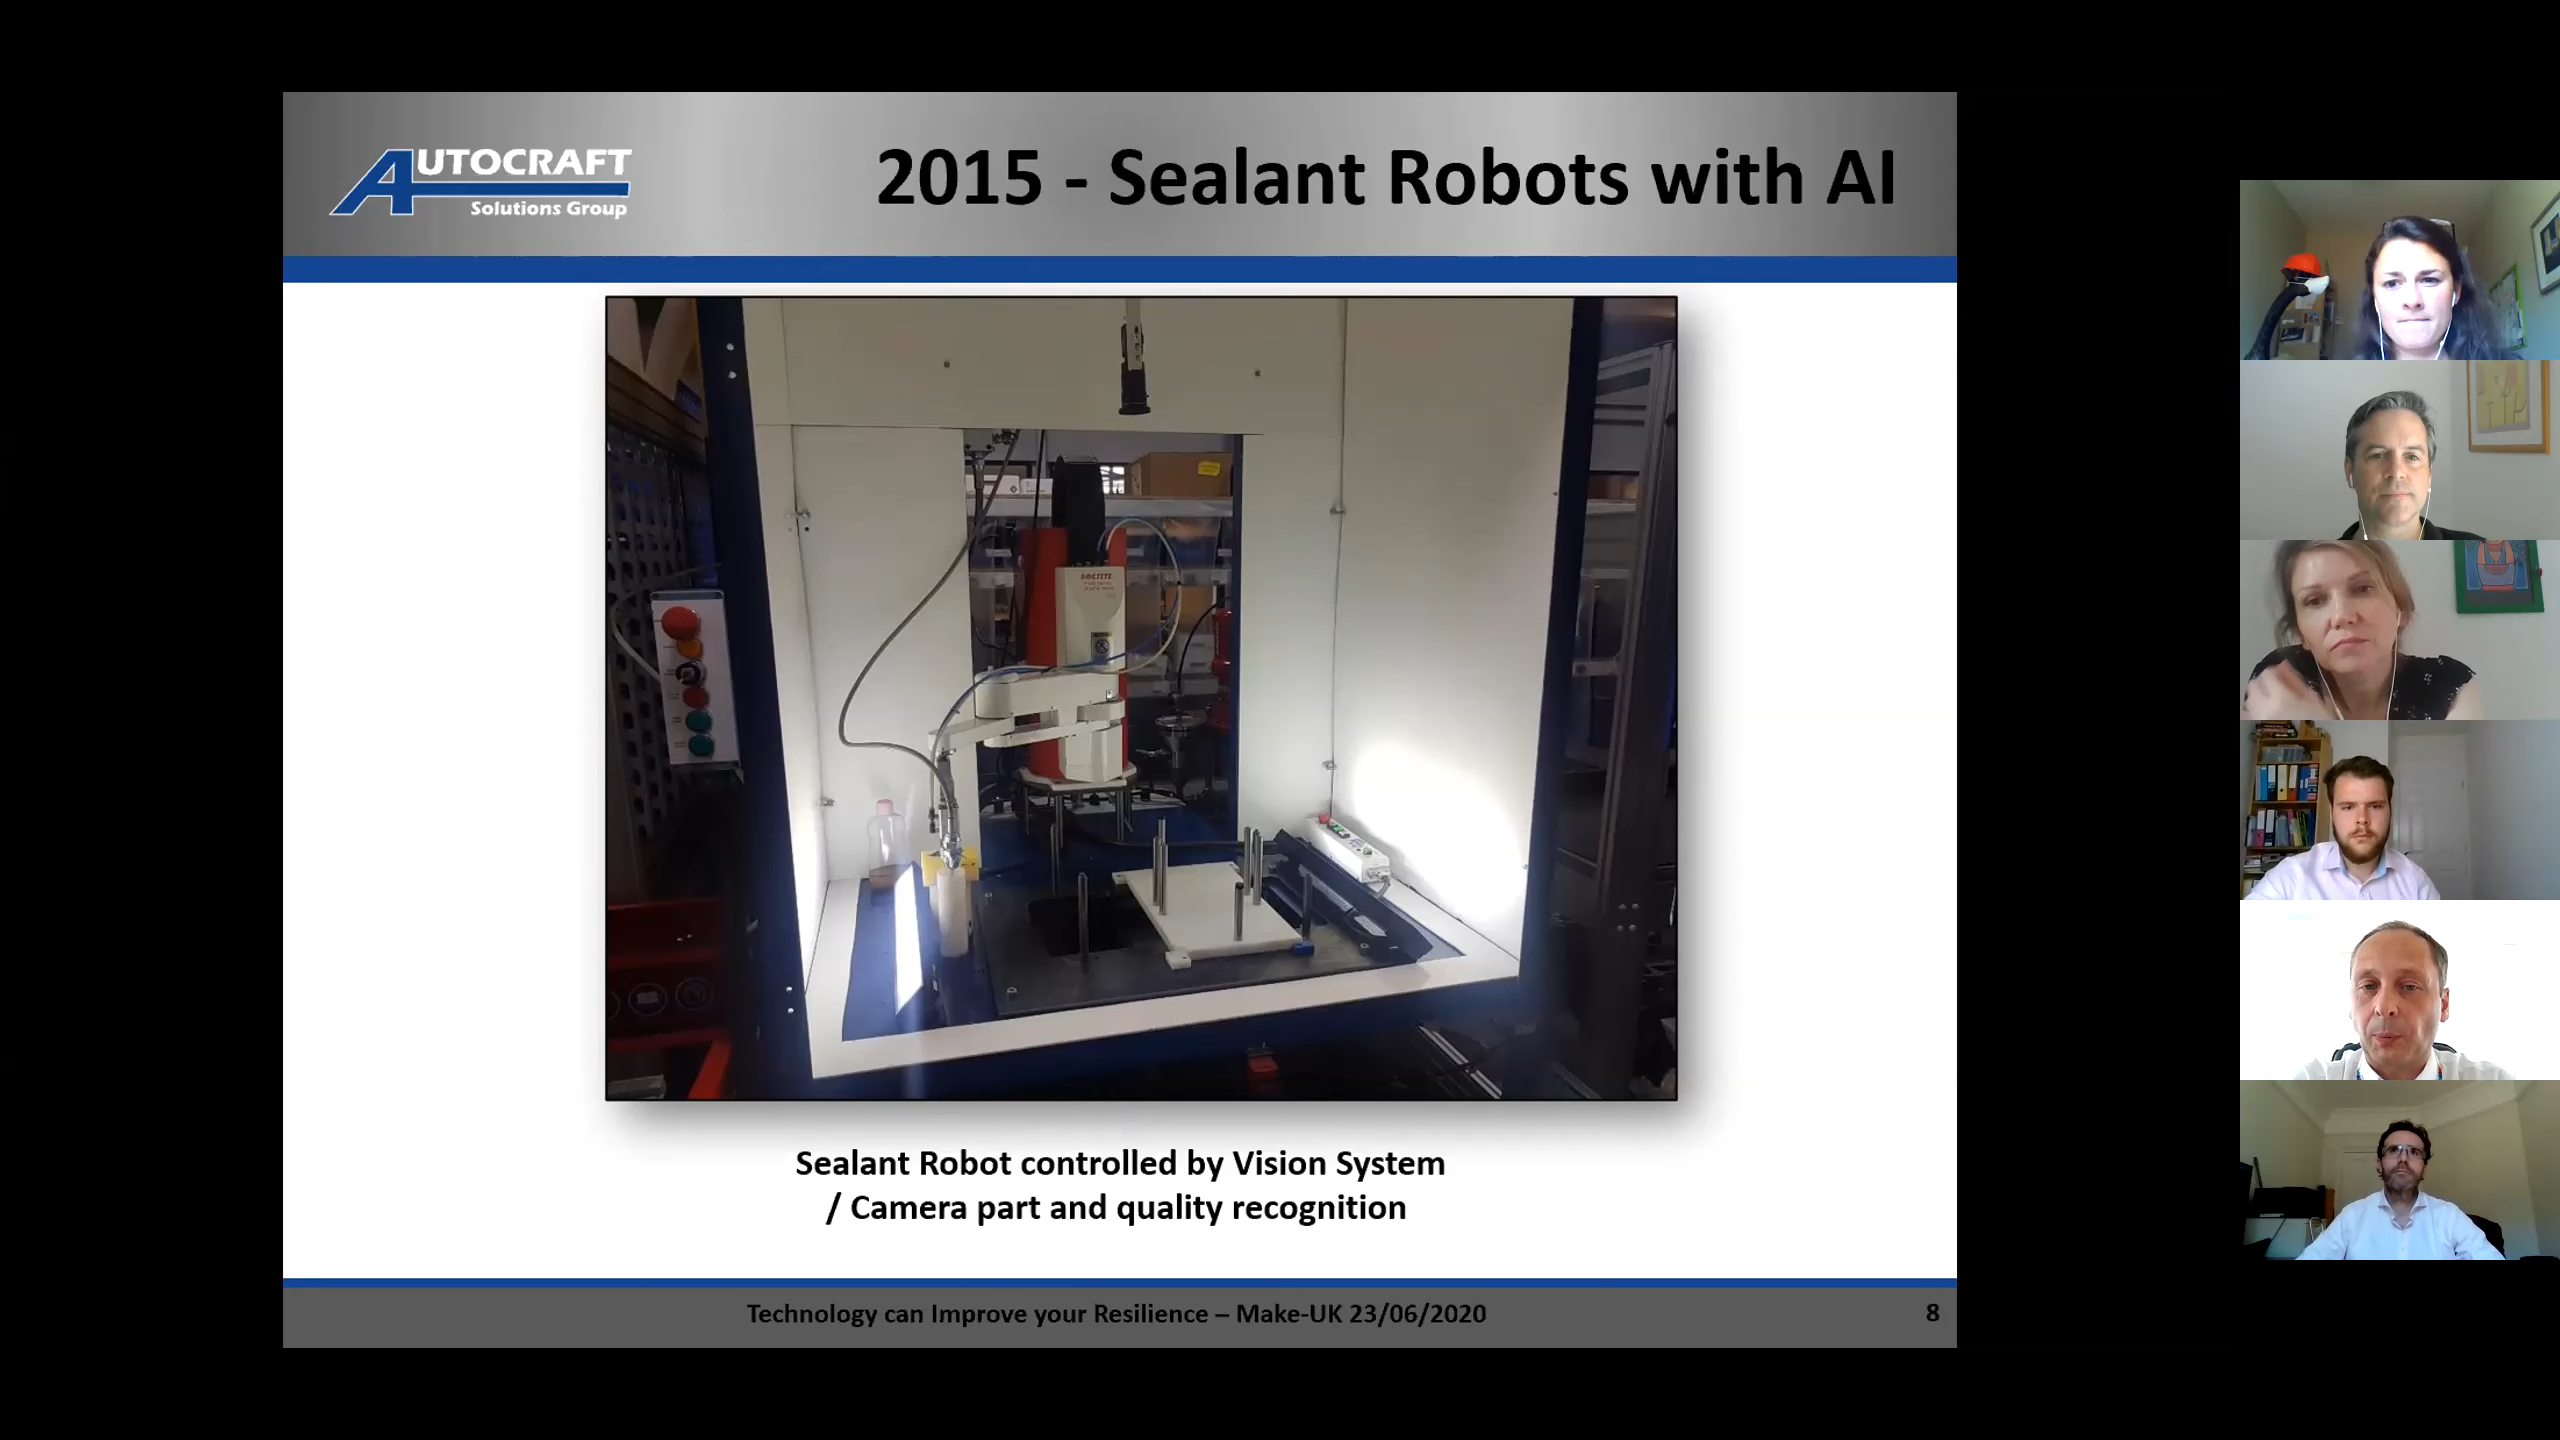 AUTOCRAFT
Solutions Group
2015 - Sealant Robots with AI
LOCTITE
Sealant Robot controlled by Vision System
/ Camera part and quality recognition
Technology can Improve your Resilience – Make-UK 23/06/2020
8